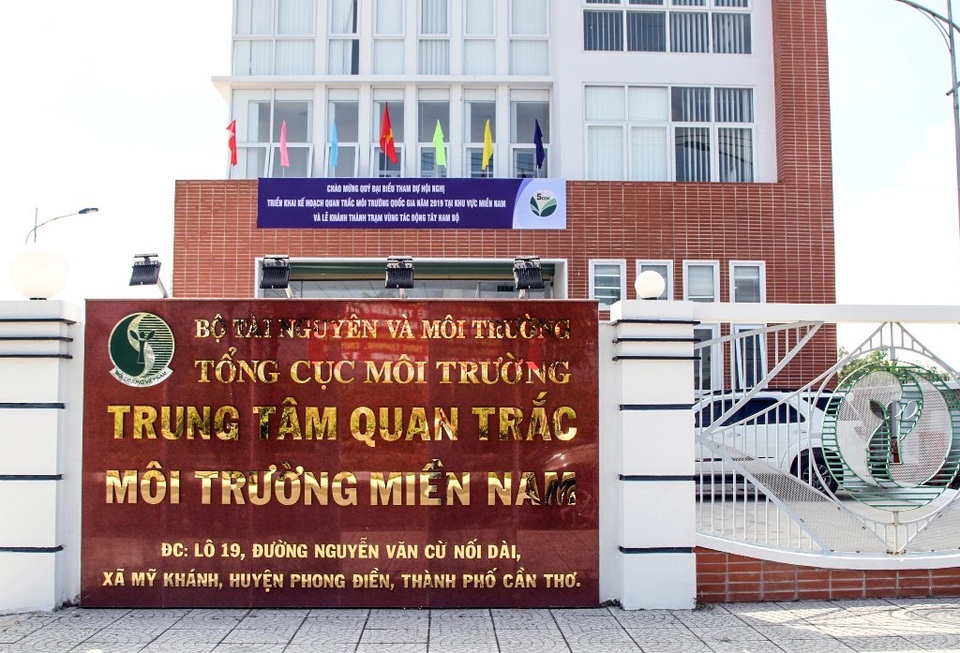 CHÀO MỪNG QUÝ ĐẠI BIỂU THAM DỰ HỘI NGHỊ
TRIỂN KHAI KẾ HOẠCH QUAN TRẮC MÔI TRƯỜNG QUỐC GIA NĂM 2019 TẠI KHU VỰC MIỀN NAM
VÀ LỄ KHÁNH THÀNH TRẠM VÙNG TÁC ĐỘNG TÂY NAM BỘ
BỘ TÀI NGUYÊN VÀ MÔI TRƯỜNG
TỔNG CỤC MÔI TRƯỜNG
TRUNG TÂM QUAN TRẮC
MÔI TRƯỜNG MIỀN NAM
ĐC: LÔ 19, ĐƯỜNG NGUYỄN VĂN CỪ NỐI DÀI,
XÃ MỸ KHÁNH, HUYỆN PHONG ĐIỀN, THÀNH PHỐ CẦN THƠ.